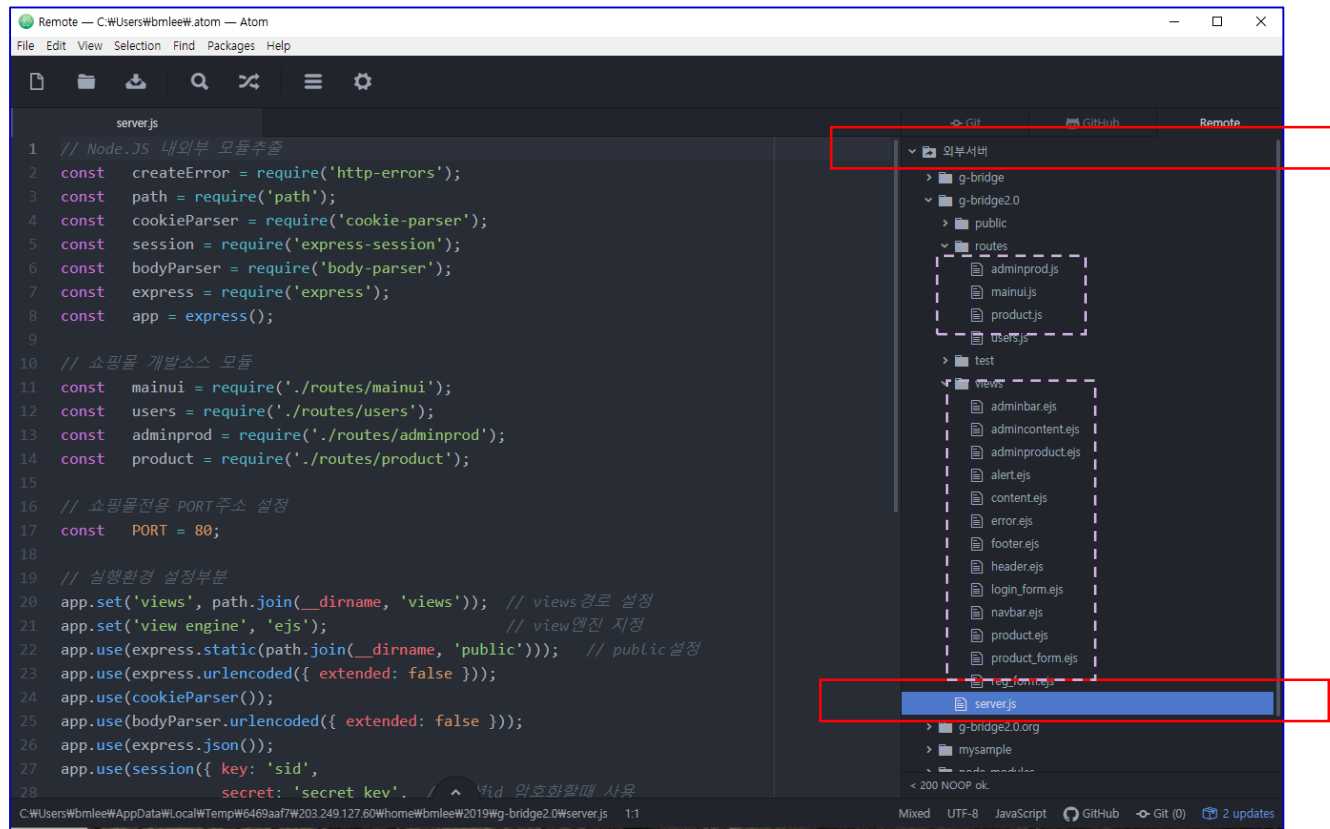 Remote — C:₩Users₩bmlee₩.atom — Atom
File Edit View Selection Find Packages Help
server.js
Git GitHub Remote
1 // Node.JS 내외부 모듈추출
2 const createError = require('http-errors');
3 const path = require('path');
4 const cookieParser = require('cookie-parser');
5 const session = require('express-session');
6 const bodyParser = require('body-parser');
7 const express = require('express');
8 const app = express();
9
10 // 쇼핑몰 개발소스 모듈
11 const mainui = require('./routes/mainui');
12 const users = require('./routes/users');
13 const adminprod = require('./routes/adminprod');
14 const product = require('./routes/product');
15
16 // 쇼핑몰전용 PORT주소 설정
17 const PORT = 80;
18
19 // 실행환경 설정부분
20 app.set('views', path.join(__dirname, 'views')); // views경로 설정
21 app.set('view engine', 'ejs'); // view엔진 지정
22 app.use(express.static(path.join(__dirname, 'public'))); // public설정
23 app.use(express.urlencoded({ extended: false }));
24 app.use(cookieParser());
25 app.use(bodyParser.urlencoded({ extended: false }));
26 app.use(express.json());
27 app.use(session({ key: 'sid',
28 secret: 'secret key', / id 암호화할때 사용
외부서버
g-bridge
g-bridge2.0
public
routes
adminprod.js
mainui.js
product.js
users.js
test
views
adminbar.ejs
admincontent.ejs
adminproduct.ejs
alert.ejs
content.ejs
error.ejs
footer.ejs
header.ejs
login_form.ejs
navbar.ejs
product.ejs
product_form.ejs
reg_form.ejs
server.js
g-bridge2.0.org
mysample
node_modules
< 200 NOOP ok.
C:₩Users₩bmlee₩AppData₩Local₩Temp₩6469aaf7₩203.249.127.60₩home₩bmlee₩2019₩g-bridge2.0₩server.js 1:1 Mixed UTF-8 JavaScript GitHub Git (0) 2 updates